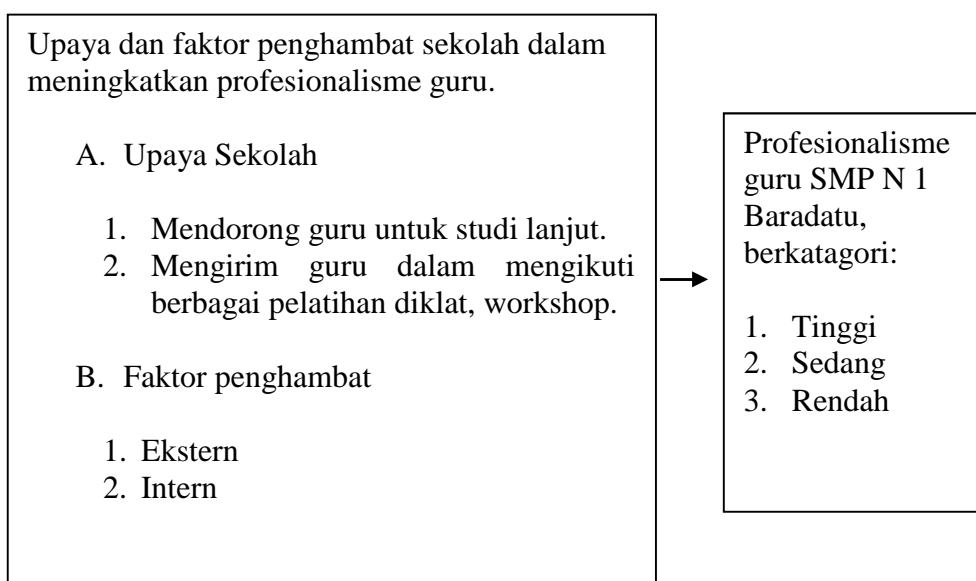 Upaya dan faktor penghambat sekolah dalam
meningkatkan profesionalisme guru.
A. Upaya Sekolah
1. Mendorong guru untuk studi lanjut.
2. Mengirim guru dalam mengikuti
berbagai pelatihan diklat, workshop.
B. Faktor penghambat
1. Ekstern
2. Intern
Profesionalisme
guru SMP N 1
Baradatu,
berkatagori:
1. Tinggi
2. Sedang
3. Rendah